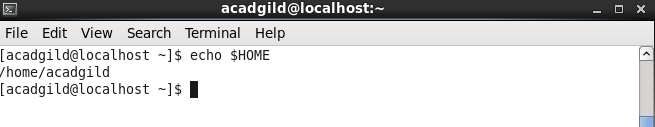 acadgild@localhost:~
File Edit View Search Terminal Help
[acadgild@localhost ~]$ echo $HOME
/home/acadgild
[acadgild@localhost ~]$